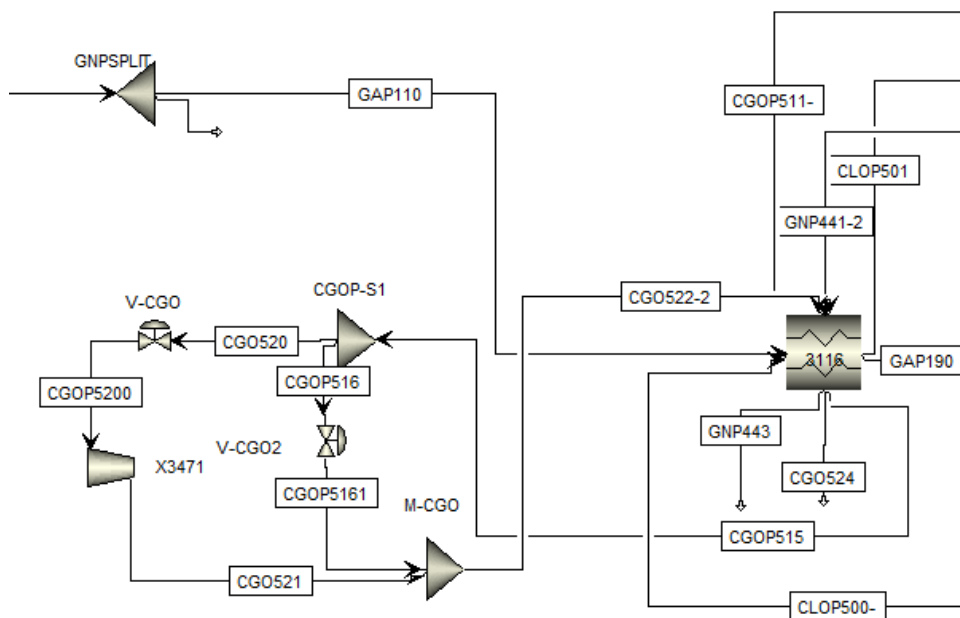 GNPSPLIT
GAP110
CGOP511-
CLOP501
GNP441-2
CGOP-S1
CGO522-2
V-CGO
CGO520
3116
GAP190
CGOP516
CGOP5200
GNP443
V-CGO2
X3471
CGO524
CGOP5161
M-CGO
CGOP515
CGO521
CLOP500-